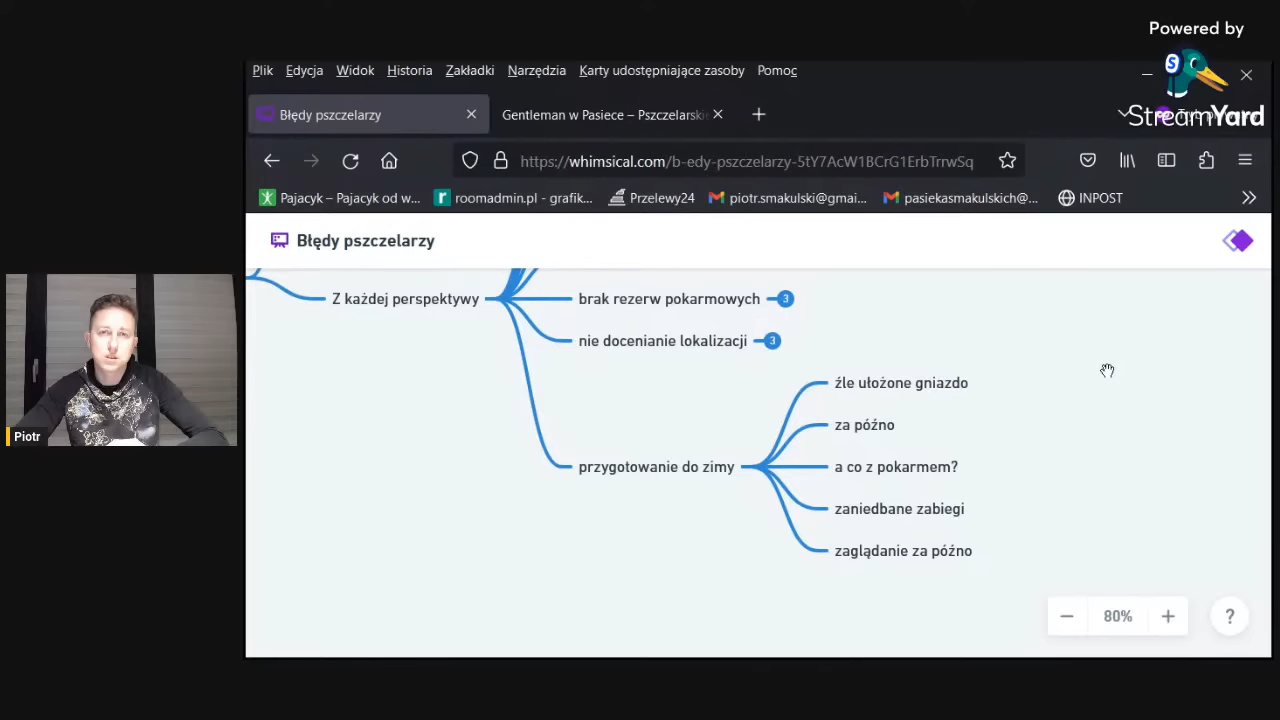 Powered by
StreamYard
Plik Edycja Widok Historia Zakładki Narzędzia Karty udostępniające zasoby Pomoc
Błędy pszczelarzy
Gentleman w Pasiece – Pszczelarski
https://whimsical.com/b-edy-pszczelarzy-5tY7AcW1BCrG1ErbTrrwSq
Pajacyk – Pajacyk od w... roomadmin.pl - grafik... Przelewy24 piotr.smakulski@gmai... pasiekasmakulskich@... INPOST
Błędy pszczelarzy
Z każdej perspektywy
brak rezerw pokarmowych 3
nie docenianie lokalizacji 3
przygotowanie do zimy
źle ułożone gniazdo
za późno
a co z pokarmem?
zaniedbane zabiegi
zaglądanie za późno
Piotr
80%
?